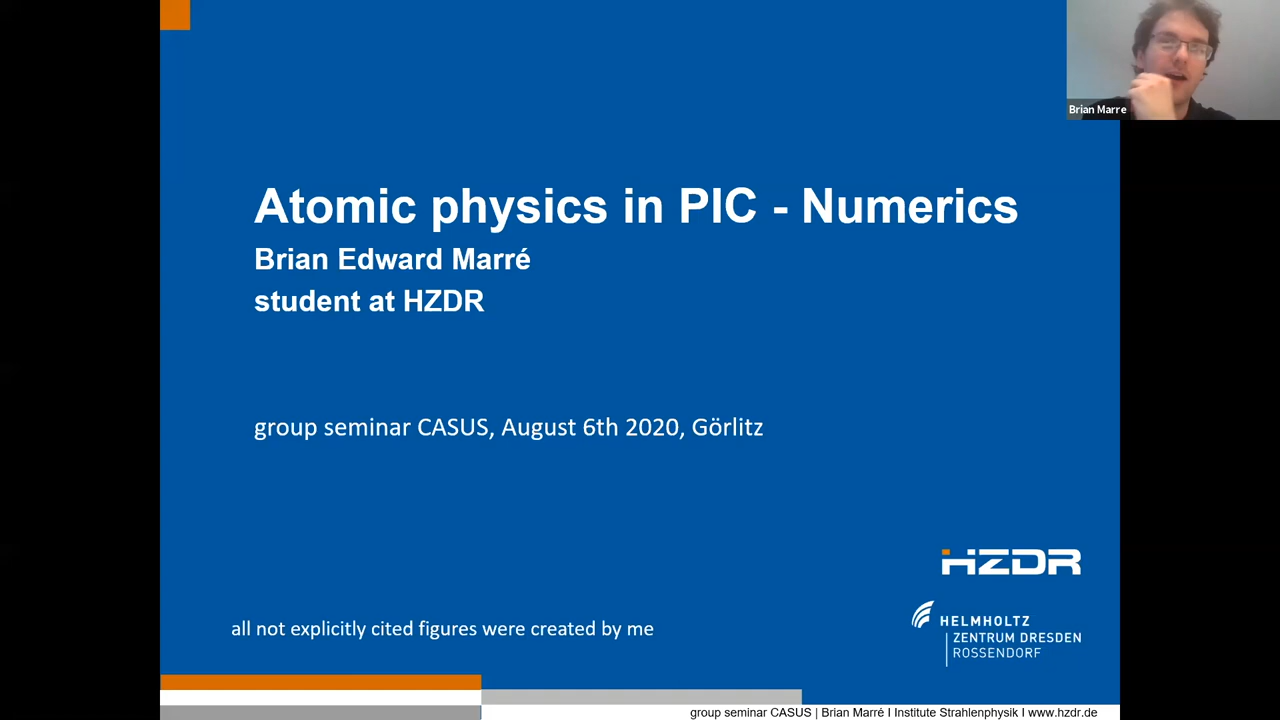 Brian Marre
Atomic physics in PIC - Numerics
Brian Edward Marré
student at HZDR
group seminar CASUS, August 6th 2020, Görlitz
HZDR
HELMHOLTZ
ZENTRUM DRESDEN
ROSSENDORF
all not explicitly cited figures were created by me
group seminar CASUS | Brian Marré I Institute Strahlenphysik I www.hzdr.de